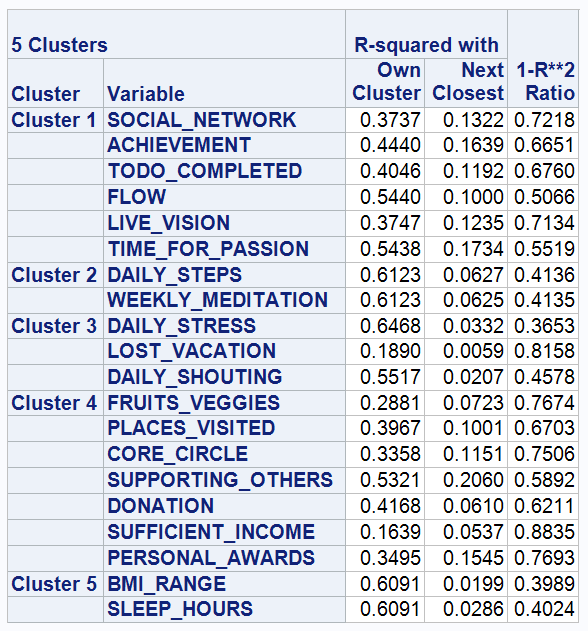 5 Clusters R-squared with
Own Next 1-R**2
Cluster Variable Cluster Closest Ratio
Cluster 1 SOCIAL_NETWORK 0.3737 0.1322 0.7218
ACHIEVEMENT 0.4440 0.1639 0.6651
TODO_COMPLETED 0.4046 0.1192 0.6760
FLOW 0.5440 0.1000 0.5066
LIVE_VISION 0.3747 0.1235 0.7134
TIME_FOR_PASSION 0.5438 0.1734 0.5519
Cluster 2 DAILY_STEPS 0.6123 0.0627 0.4136
WEEKLY_MEDITATION 0.6123 0.0625 0.4135
Cluster 3 DAILY_STRESS 0.6468 0.0332 0.3653
LOST_VACATION 0.1890 0.0059 0.8158
DAILY_SHOUTING 0.5517 0.0207 0.4578
Cluster 4 FRUITS_VEGGIES 0.2881 0.0723 0.7674
PLACES_VISITED 0.3967 0.1001 0.6703
CORE_CIRCLE 0.3358 0.1151 0.7506
SUPPORTING_OTHERS 0.5321 0.2060 0.5892
DONATION 0.4168 0.0610 0.6211
SUFFICIENT_INCOME 0.1639 0.0537 0.8835
PERSONAL_AWARDS 0.3495 0.1545 0.7693
Cluster 5 BMI_RANGE 0.6091 0.0199 0.3989
SLEEP_HOURS 0.6091 0.0286 0.4024